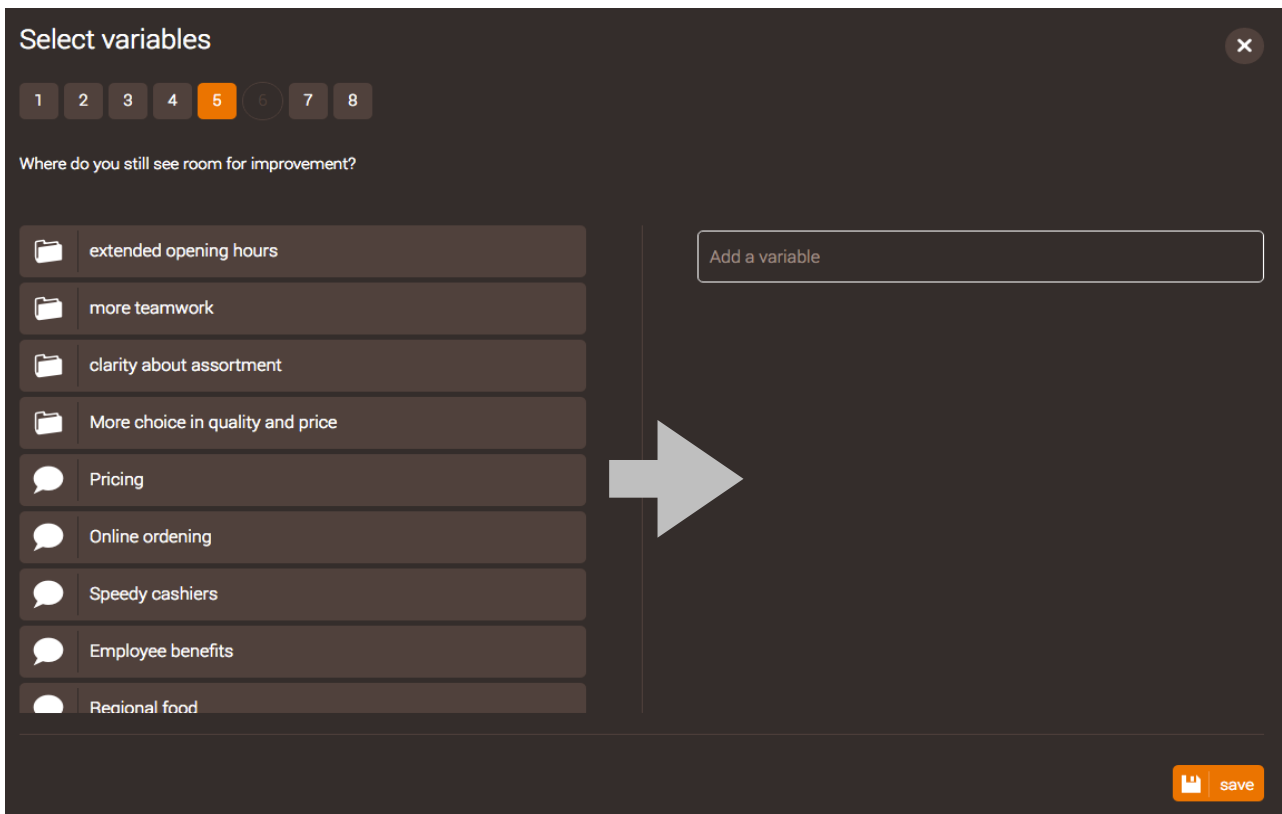 Select variables
1 2 3 4 5 6 7 8
Where do you still see room for improvement?
extended opening hours
Add a variable
more teamwork
clarity about assortment
More choice in quality and price
Pricing
Online ordening
Speedy cashiers
Employee benefits
Regional food
save